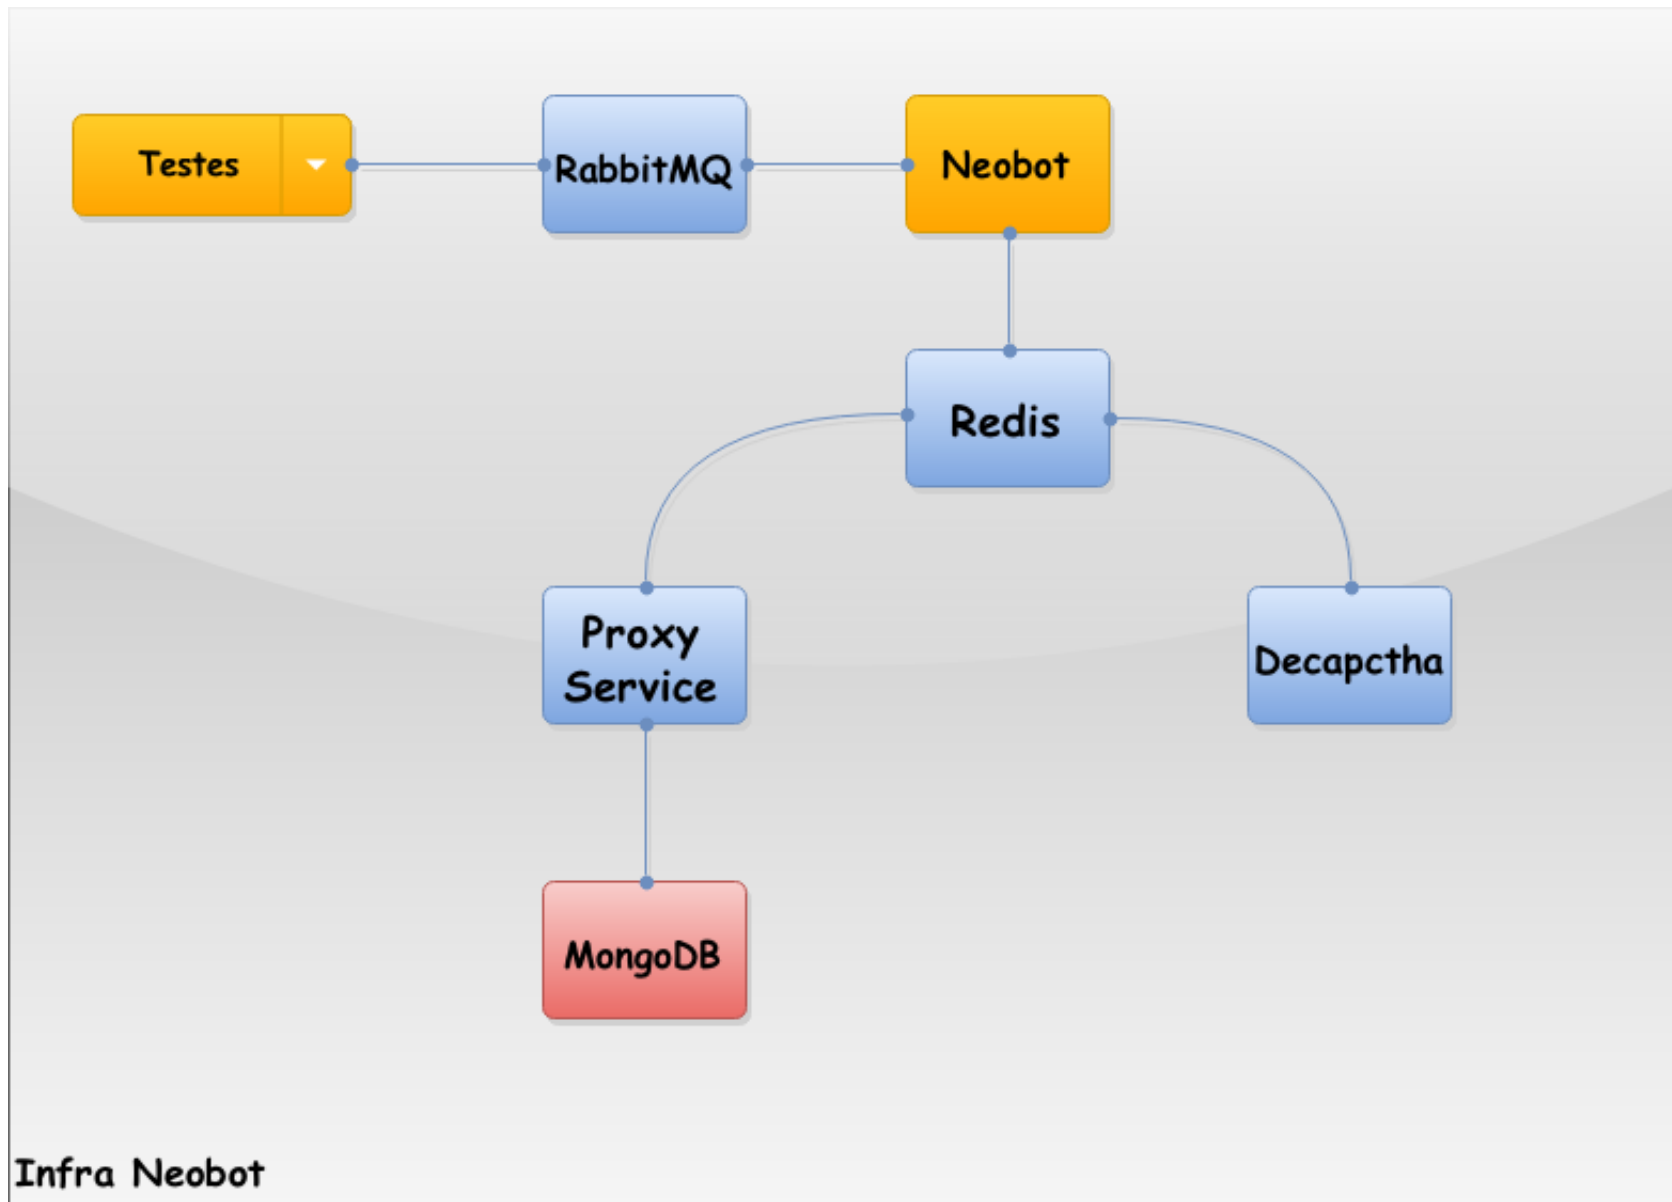 Testes
RabbitMQ
Neobot
Redis
Proxy
Service
Decapctha
MongoDB
Infra Neobot